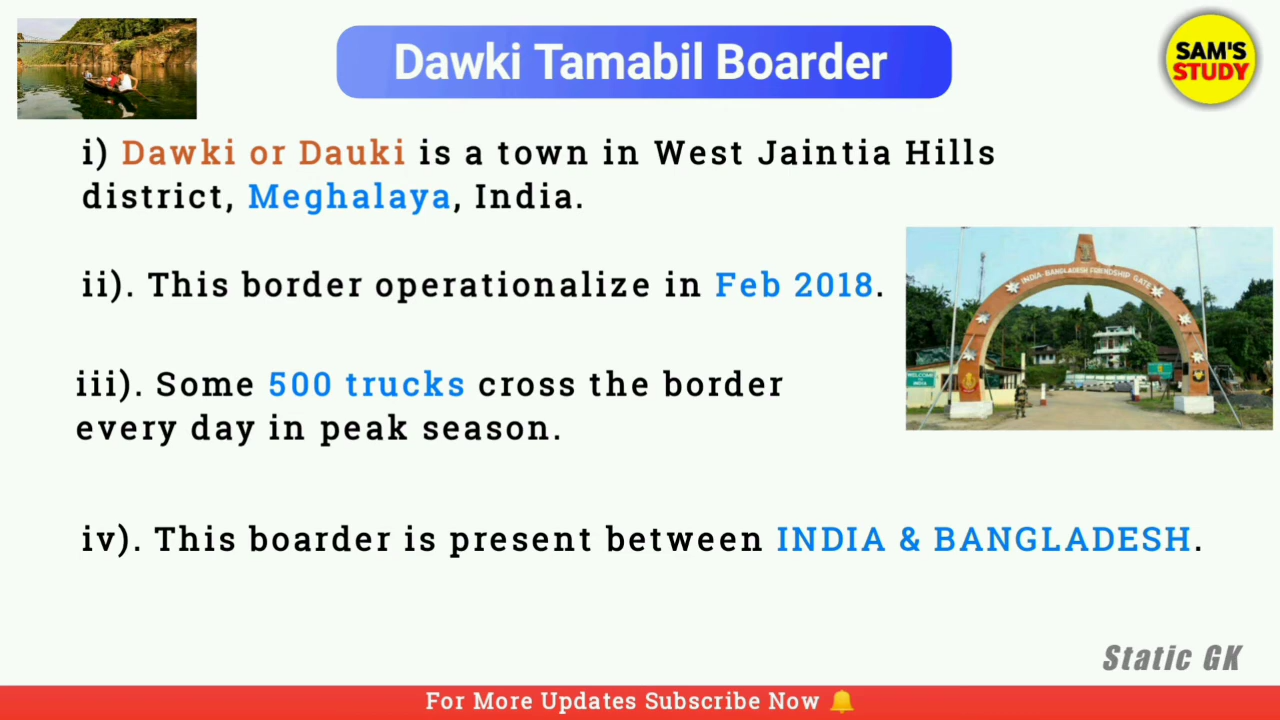 Dawki Tamabil Boarder
SAM'S
STUDY
i) Dawki or Dauki is a town in West Jaintia Hills
district, Meghalaya, India.
ii). This border operationalize in Feb 2018.
INDIA-BANGLADESH FRIENDSHIP GATE
WELCOME
INDIA
iii). Some 500 trucks cross the border
every day in peak season.
iv). This boarder is present between INDIA & BANGLADESH.
Static GK
For More Updates Subscribe Now 🔔